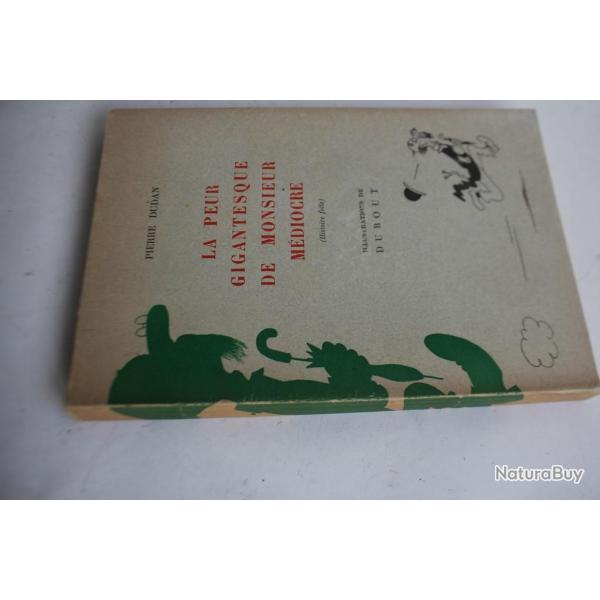 PIERRE DUDAN
LA PEUR
GIGANTESQUE
DE MONSIEUR
MÉDIOCRE
(Histoire folle)
ILLUSTRATIONS DE
DUBOUT
NaturaBuy